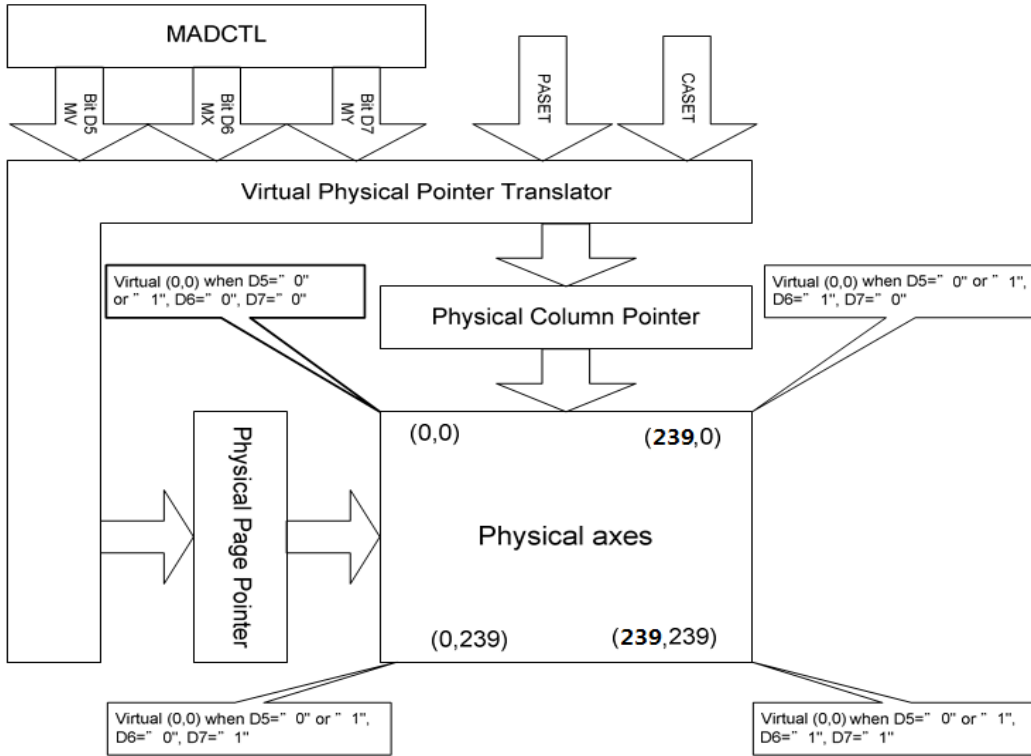 MADCTL
Bit D5
MV
Bit D6
MX
Bit D7
MY
PASET
CASET
Virtual Physical Pointer Translator
Virtual (0,0) when D5=”0"
or ”1", D6=”0", D7=”0"
Virtual (0,0) when D5=”0" or ”1",
D6=”1", D7=”0"
Physical Column Pointer
(0,0)
(239,0)
Physical Page Pointer
Physical axes
(0,239)
(239,239)
Virtual (0,0) when D5=”0" or ”1",
D6=”0", D7=”1"
Virtual (0,0) when D5=”0" or ”1",
D6=”1", D7=”1"